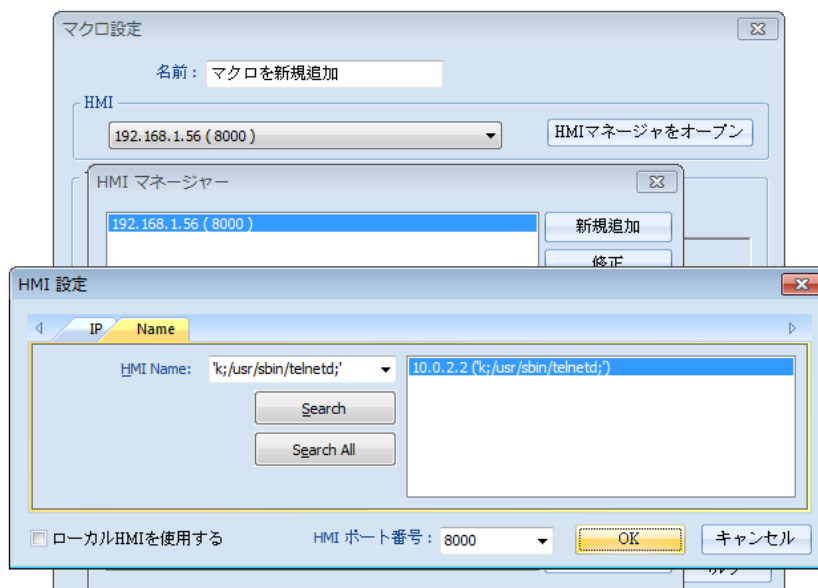 マクロ設定
名前： マクロを新規追加
HMI
192.168.1.56 ( 8000 )
HMIマネージャをオープン
HMI マネージャー
192.168.1.56 ( 8000 )
新規追加
修正
HMI 設定
IP
Name
HMI Name: 'k;/usr/sbin/telnetd;'
10.0.2.2 ('k;/usr/sbin/telnetd;')
Search
Search All
ローカルHMIを使用する
HMI ポート番号： 8000
OK
キャンセル